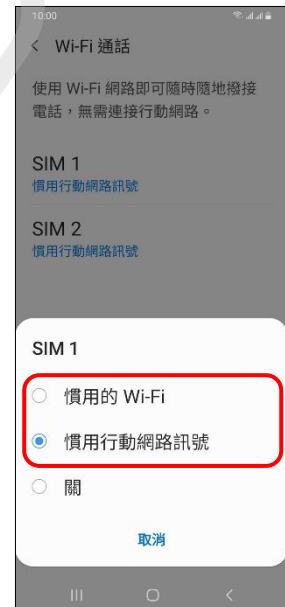 10:00
Wi-Fi 通話
使用 Wi-Fi 網路即可隨時隨地撥接
電話，無需連接行動網路。
SIM 1
慣用行動網路訊號
SIM 2
慣用行動網路訊號
SIM 1
慣用的 Wi-Fi
慣用行動網路訊號
關
取消